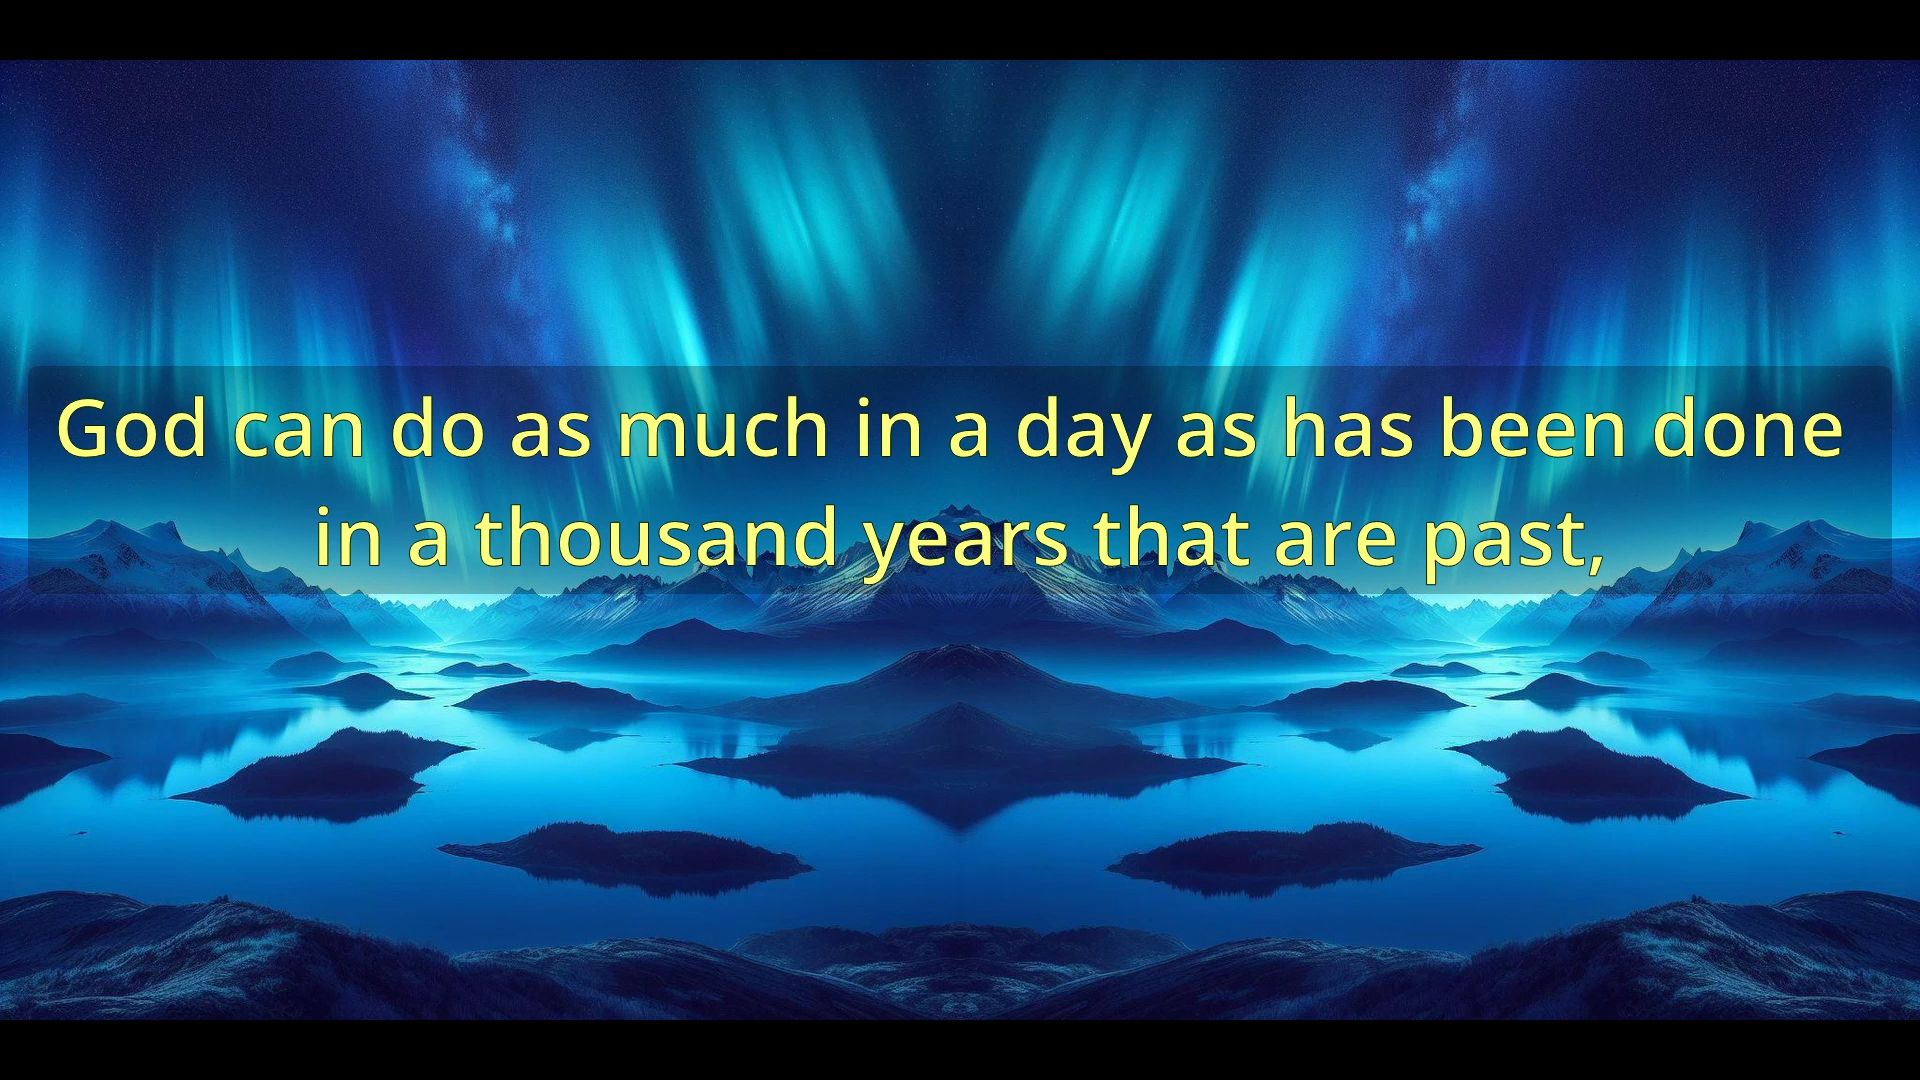 God can do as much in a day as has been done
in a thousand years that are past,